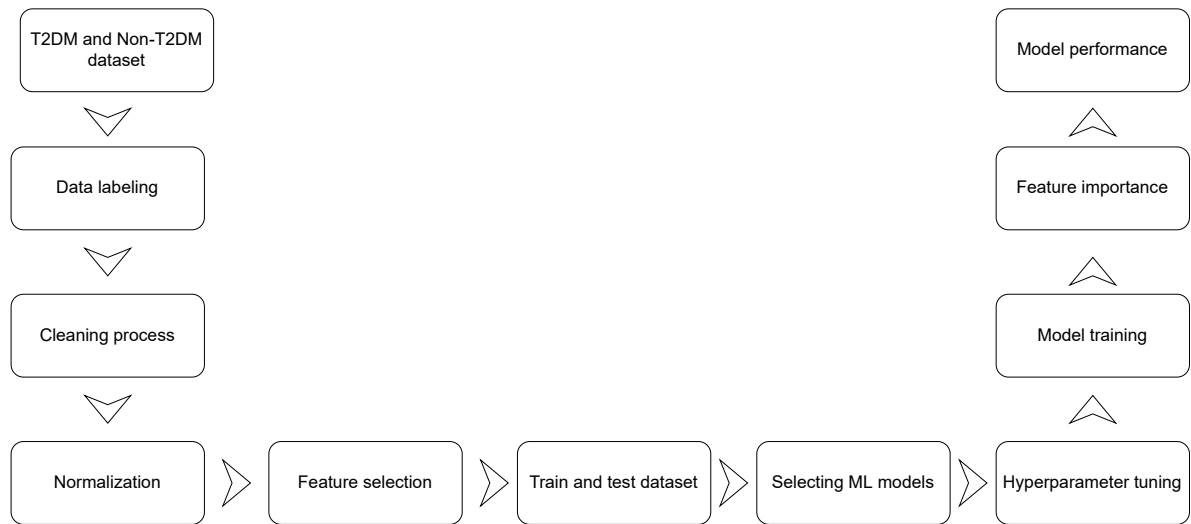 T2DM and Non-T2DM
dataset
Data labeling
Cleaning process
Normalization
Feature selection
Train and test dataset
Selecting ML models
Hyperparameter tuning
Model training
Feature importance
Model performance